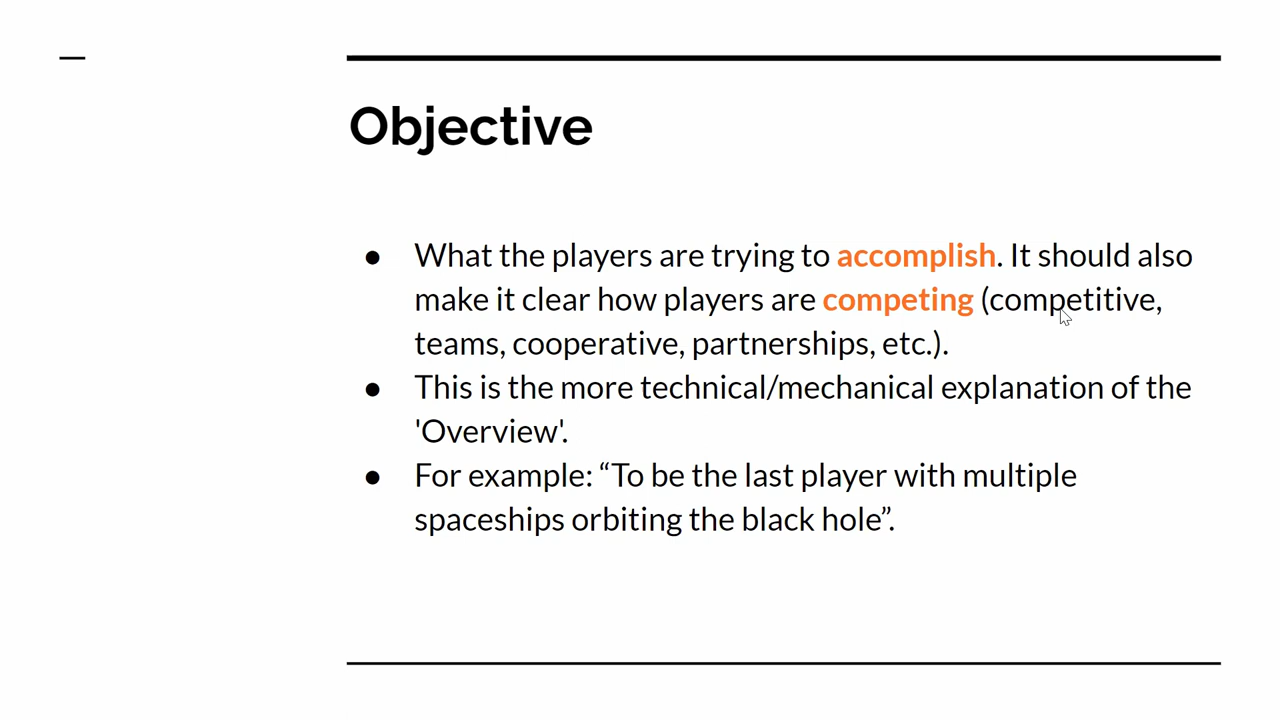 Objective
● What the players are trying to accomplish. It should also
make it clear how players are competing (competitive,
teams, cooperative, partnerships, etc.).
● This is the more technical/mechanical explanation of the
'Overview'.
● For example: “To be the last player with multiple
spaceships orbiting the black hole”.